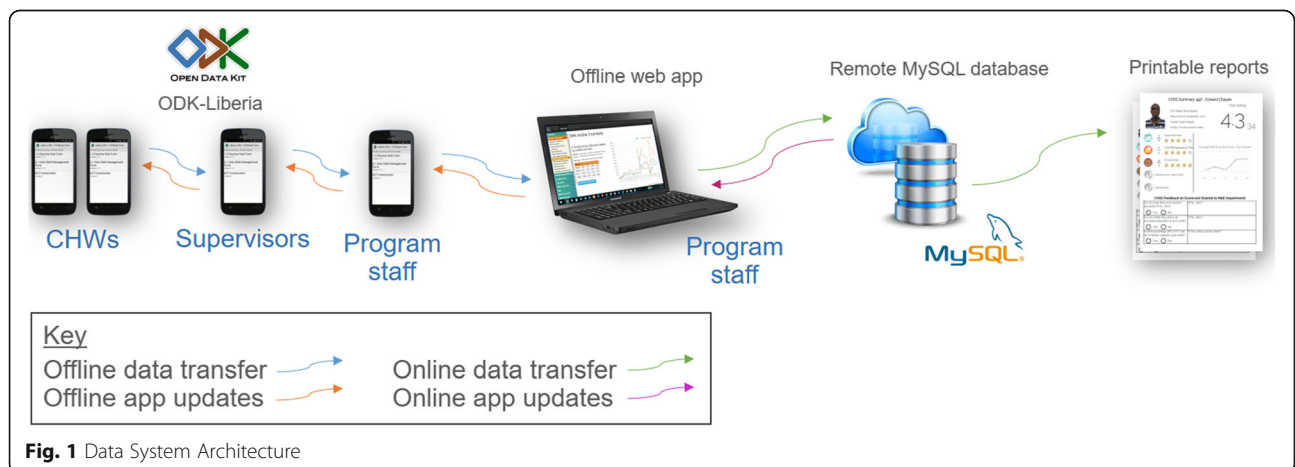 OPEN DATA KIT
ODK-Liberia
Offline web app
Remote MySQL database
Printable reports
CHWs
Supervisors
Program
staff
Program
staff
MySQL
4.3
Key
Offline data transfer
Online data transfer
Offline app updates
Online app updates
Fig. 1 Data System Architecture